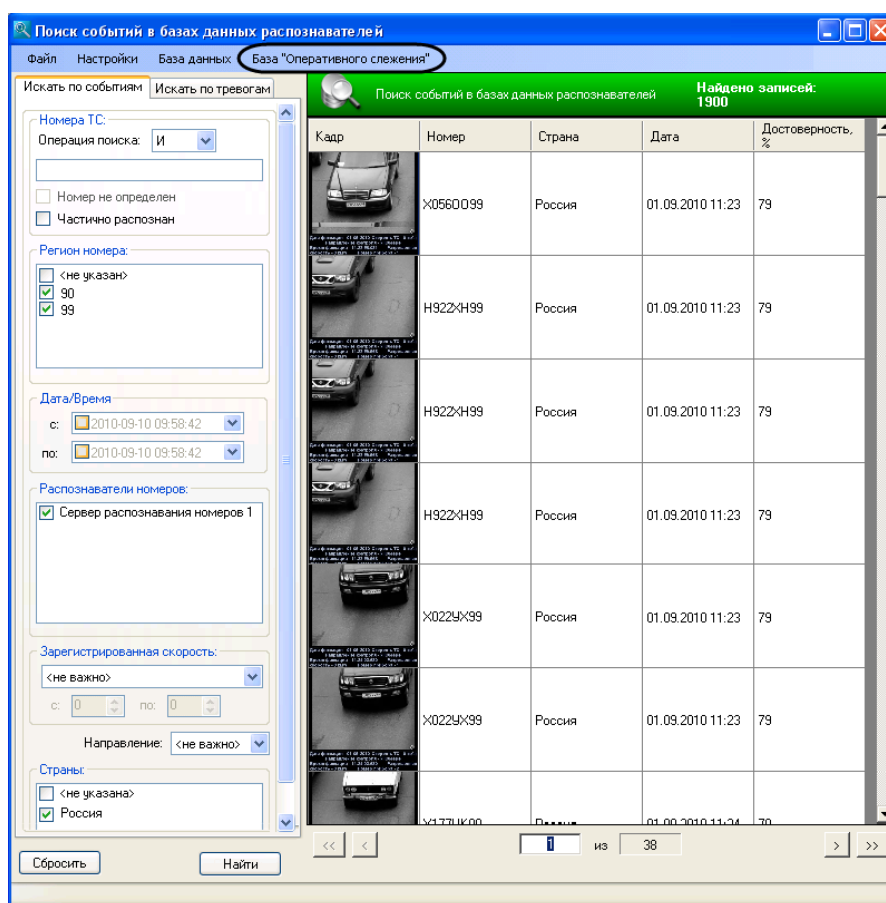 Поиск событий в базах данных распознавателей
Файл Настройки База данных База "Оперативного слежения"
Искать по событиям Искать по тревогам
Поиск событий в базах данных распознавателей
Найдено записей:
1900
Номера ТС:
Операция поиска: И
Номер не определен
Частично распознан
Регион номера:
<не указан>
90
99
Дата/Время
с: 2010-09-10 09:58:42
по: 2010-09-10 09:58:42
Распознаватели номеров:
Сервер распознавания номеров 1
Зарегистрированная скорость:
<не важно>
с: 0 по: 0
Направление: <не важно>
Страны:
<не указана>
Россия
Сбросить Найти
Кадр Номер Страна Дата Достоверность, %
X056OO99 Россия 01.09.2010 11:23 79
H922XH99 Россия 01.09.2010 11:23 79
H922XH99 Россия 01.09.2010 11:23 79
H922XH99 Россия 01.09.2010 11:23 79
X022УX99 Россия 01.09.2010 11:23 79
X022УX99 Россия 01.09.2010 11:23 79
<< < 1 из 38 > >>